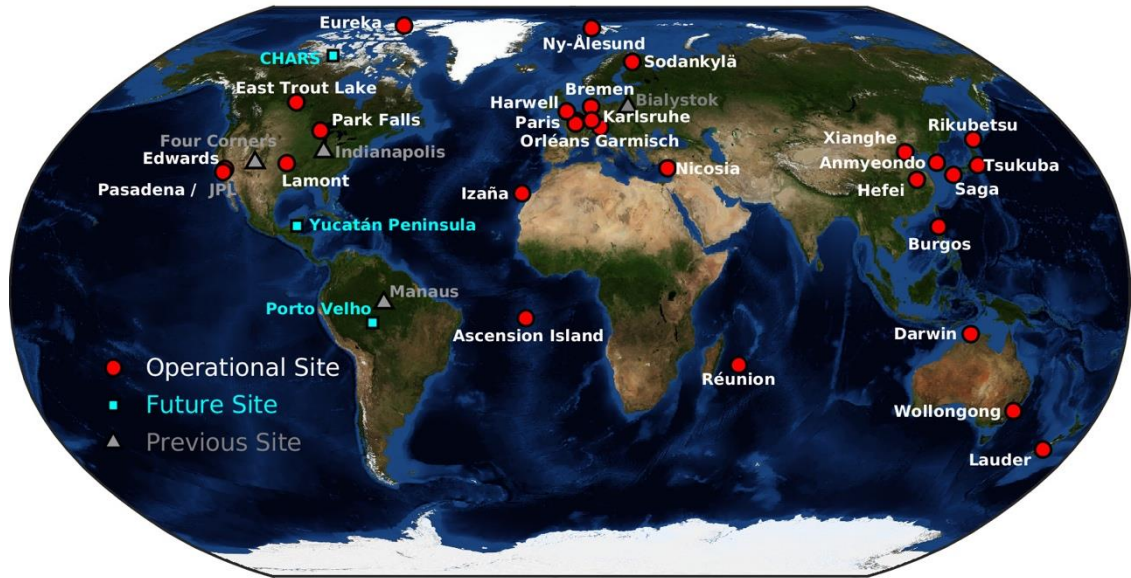 Eureka
Ny-Ålesund
CHARS
Sodankylä
East Trout Lake
Bremen
Harwell
Bialystok
Park Falls
Paris
Karlsruhe
Four Corners
Orléans
Garmisch
Xianghe
Rikubetsu
Indianapolis
Edwards
Anmyeondo
Tsukuba
Nicosia
Lamont
Pasadena / JPL
Hefei
Saga
Izaña
Yucatán Peninsula
Burgos
Manaus
Porto Velho
Ascension Island
Darwin
Operational Site
Réunion
Future Site
Wollongong
Previous Site
Lauder